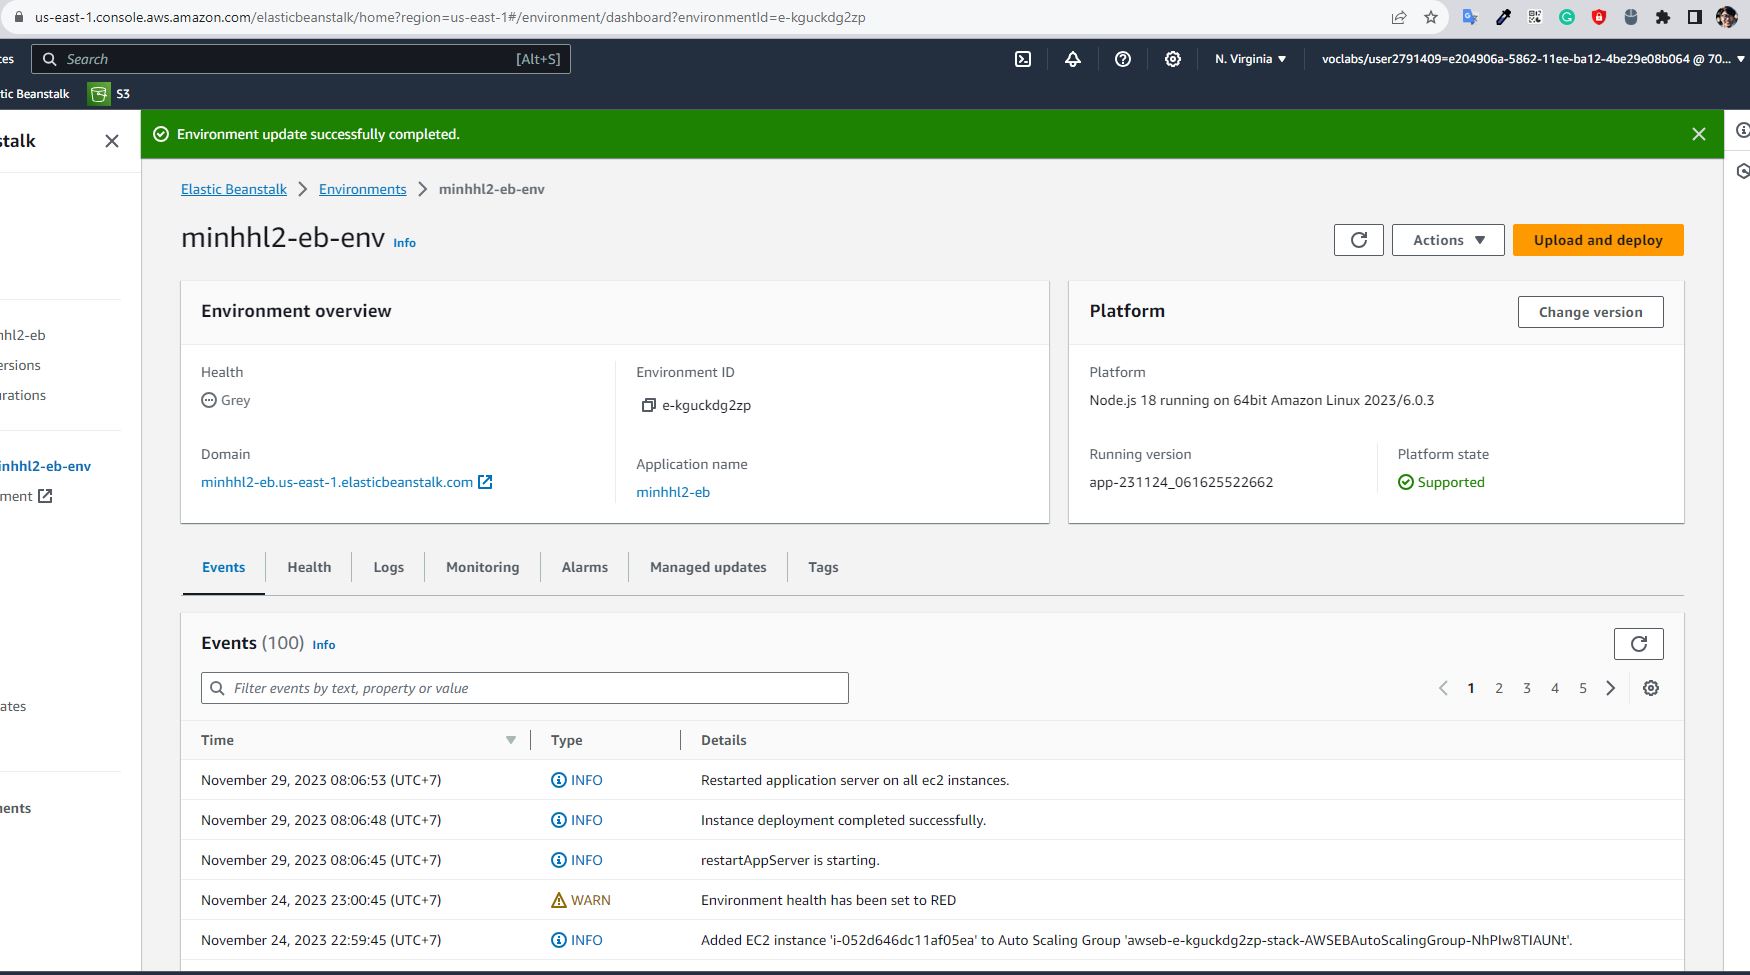 us-east-1.console.aws.amazon.com/elasticbeanstalk/home?region=us-east-1#/environment/dashboard?environmentId=e-kguckdg2zp
ces
Search
[Alt+S]
N. Virginia
voclabs/user2791409=e204906a-5862-11ee-ba12-4be29e08b064 @ 70...
tic Beanstalk
S3
stalk
Environment update successfully completed.
Elastic Beanstalk
Environments
minhhl2-eb-env
minhhl2-eb-env
Info
Actions
Upload and deploy
Environment overview
Platform
Change version
nhl2-eb
ersions
urations
inhhl2-eb-env
ment
ates
nents
Health
Grey
Environment ID
e-kguckdg2zp
Domain
minhhl2-eb.us-east-1.elasticbeanstalk.com
Application name
minhhl2-eb
Platform
Node.js 18 running on 64bit Amazon Linux 2023/6.0.3
Running version
app-231124_061625522662
Platform state
Supported
Events
Health
Logs
Monitoring
Alarms
Managed updates
Tags
Events (100) Info
Filter events by text, property or value
1 2 3 4 5
Time Type Details
November 29, 2023 08:06:53 (UTC+7) INFO Restarted application server on all ec2 instances.
November 29, 2023 08:06:48 (UTC+7) INFO Instance deployment completed successfully.
November 29, 2023 08:06:45 (UTC+7) INFO restartAppServer is starting.
November 24, 2023 23:00:45 (UTC+7) WARN Environment health has been set to RED
November 24, 2023 22:59:45 (UTC+7) INFO Added EC2 instance 'i-052d646dc11af05ea' to Auto Scaling Group 'awseb-e-kguckdg2zp-stack-AWSEBAutoScalingGroup-NhPIw8TIAUNt'.